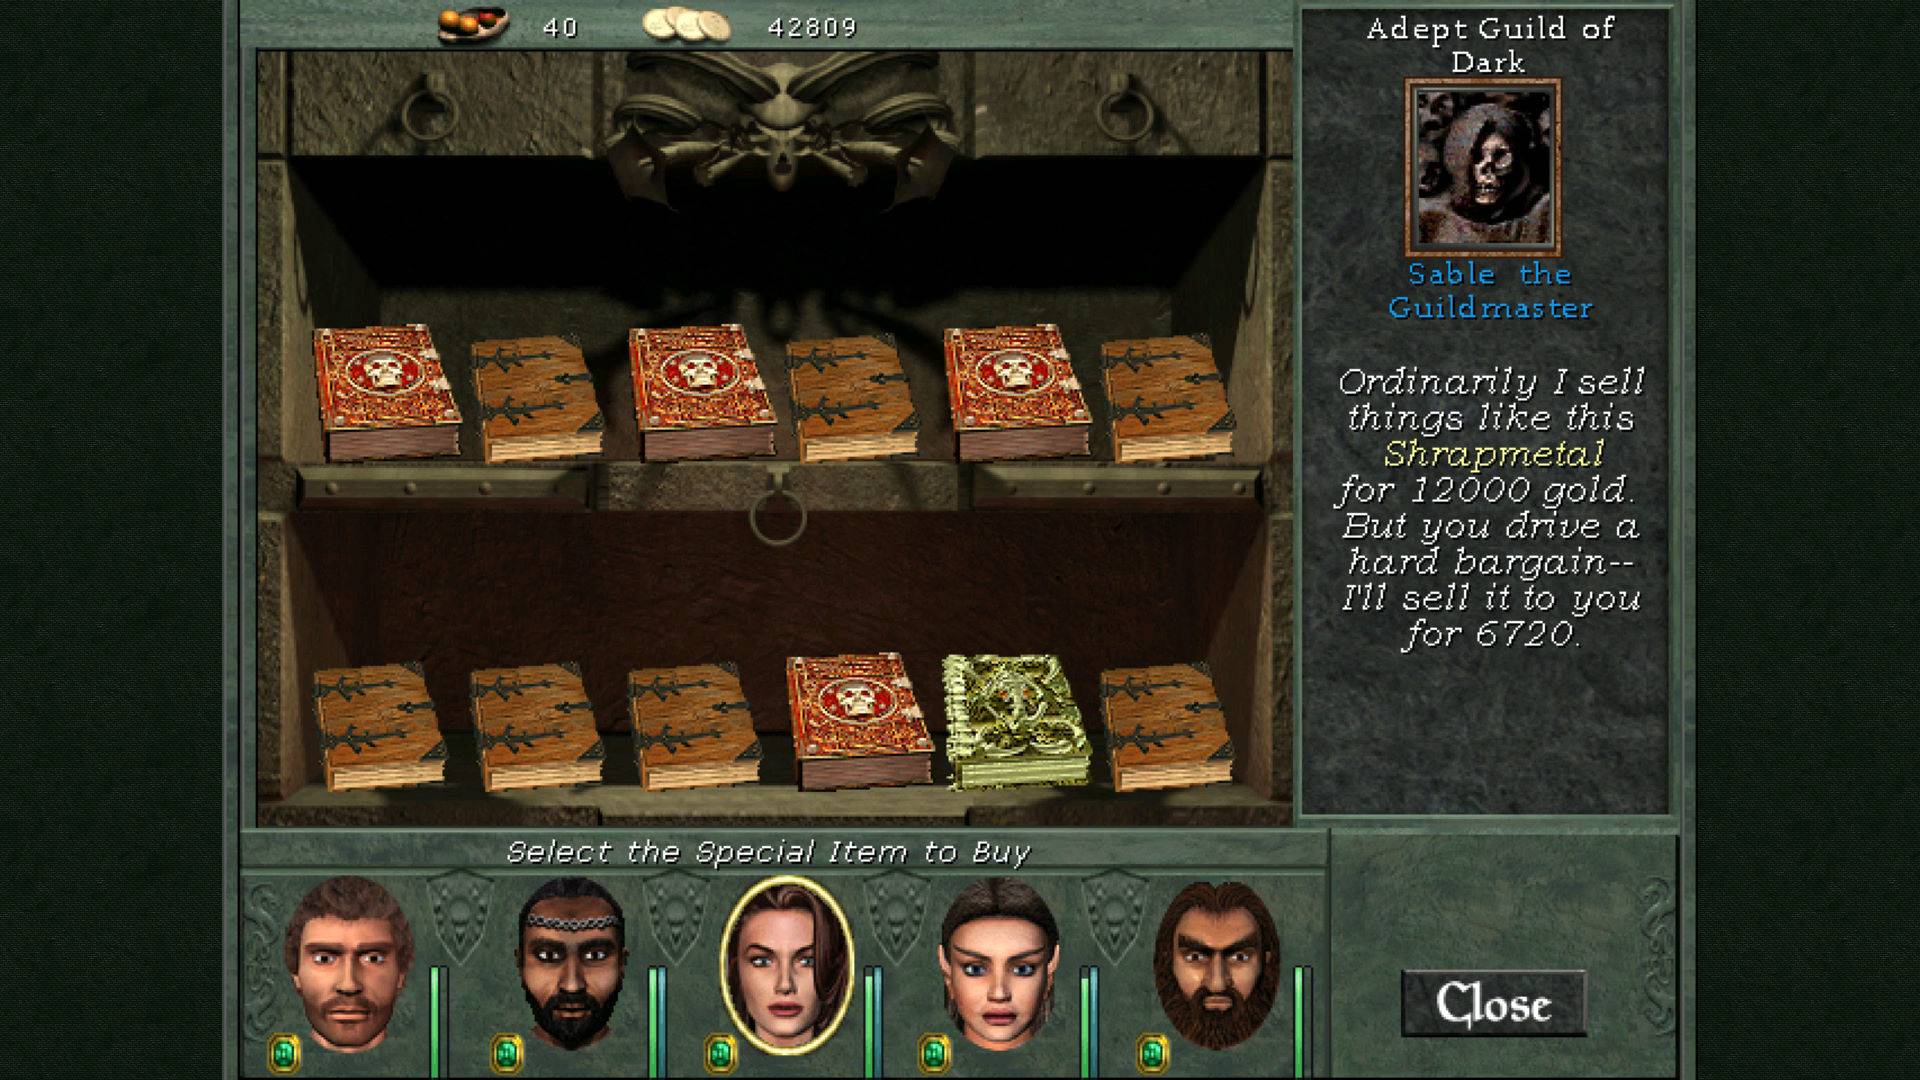 40 42809
Adept Guild of
Dark
Sable the
Guildmaster
Ordinarily I sell
things like this
Shrapmetal
for 12000 gold.
But you drive a
hard bargain--
I'll sell it to you
for 6720.
Select the Special Item to Buy
Close